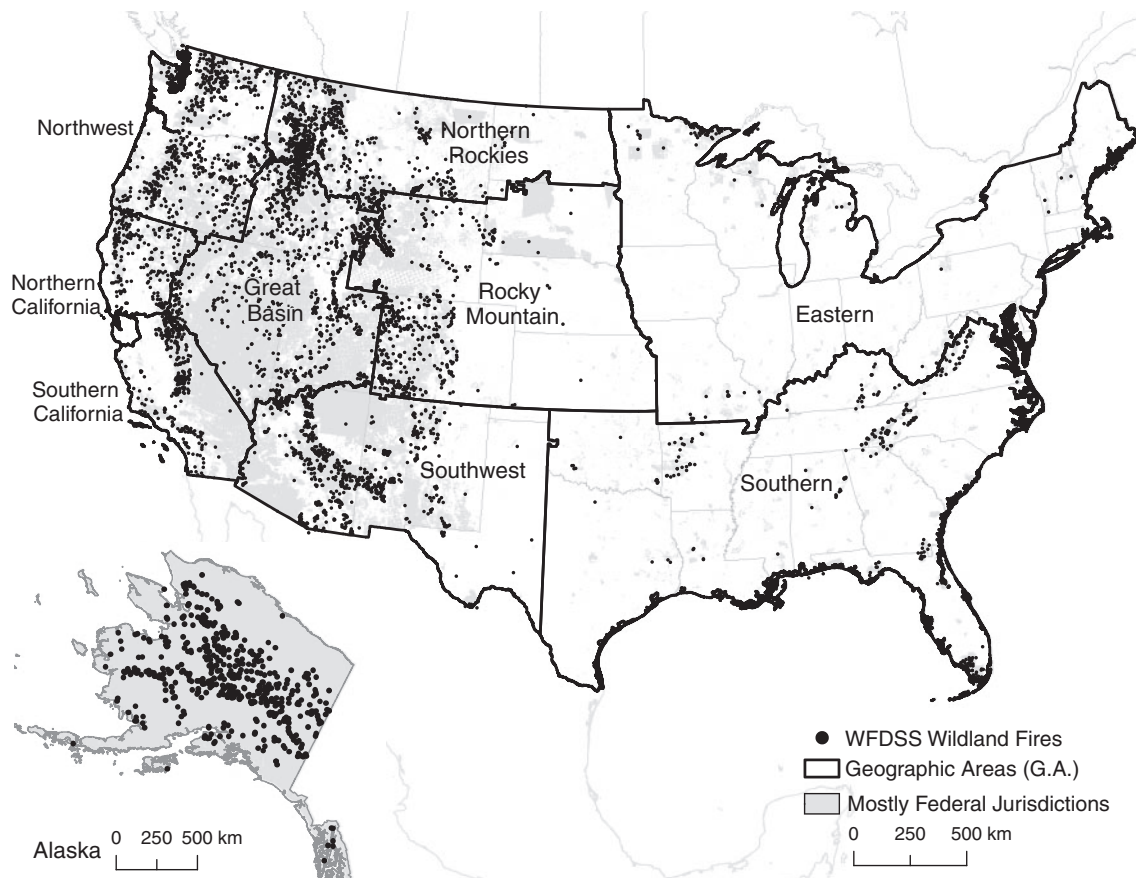 Northwest
Northern
Rockies
Northern
California
Great
Basin
Rocky
Mountain
Eastern
Southern
California
Southwest
Southern
WFDSS Wildland Fires
Geographic Areas (G.A.)
Mostly Federal Jurisdictions
0 250 500 km
Alaska
0 250 500 km